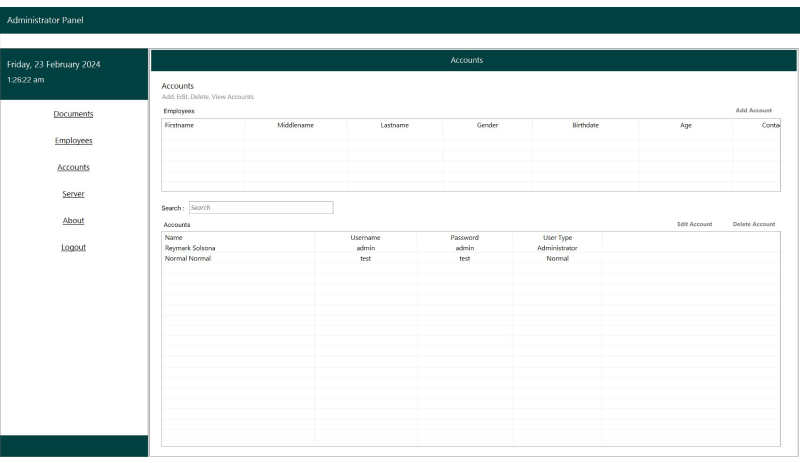 Administrator Panel
Friday, 23 February 2024
1:26:22 am
Documents
Employees
Accounts
Server
About
Logout
Accounts
Accounts
Add, Edit, Delete, View Accounts
Employees Add Account
Firstname Middlename Lastname Gender Birthdate Age Conta
Search : Search
Accounts Edit Account Delete Account
Name Username Password User Type
Reymark Solsona admin admin Administrator
Normal Normal test test Normal